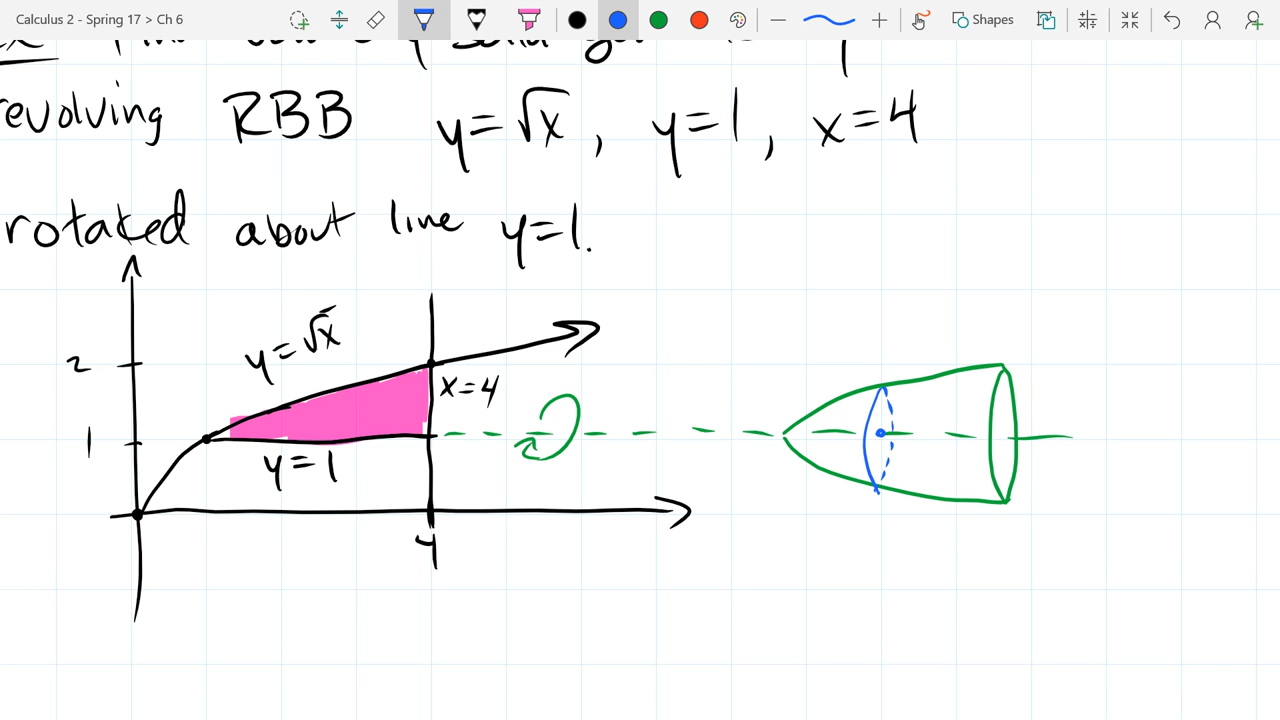 Calculus 2 - Spring 17 > Ch 6
Shapes
revolving RBB y=√x, y=1, x=4
rotated about line y=1.
y=√x
2
x=4
1
y=1
4